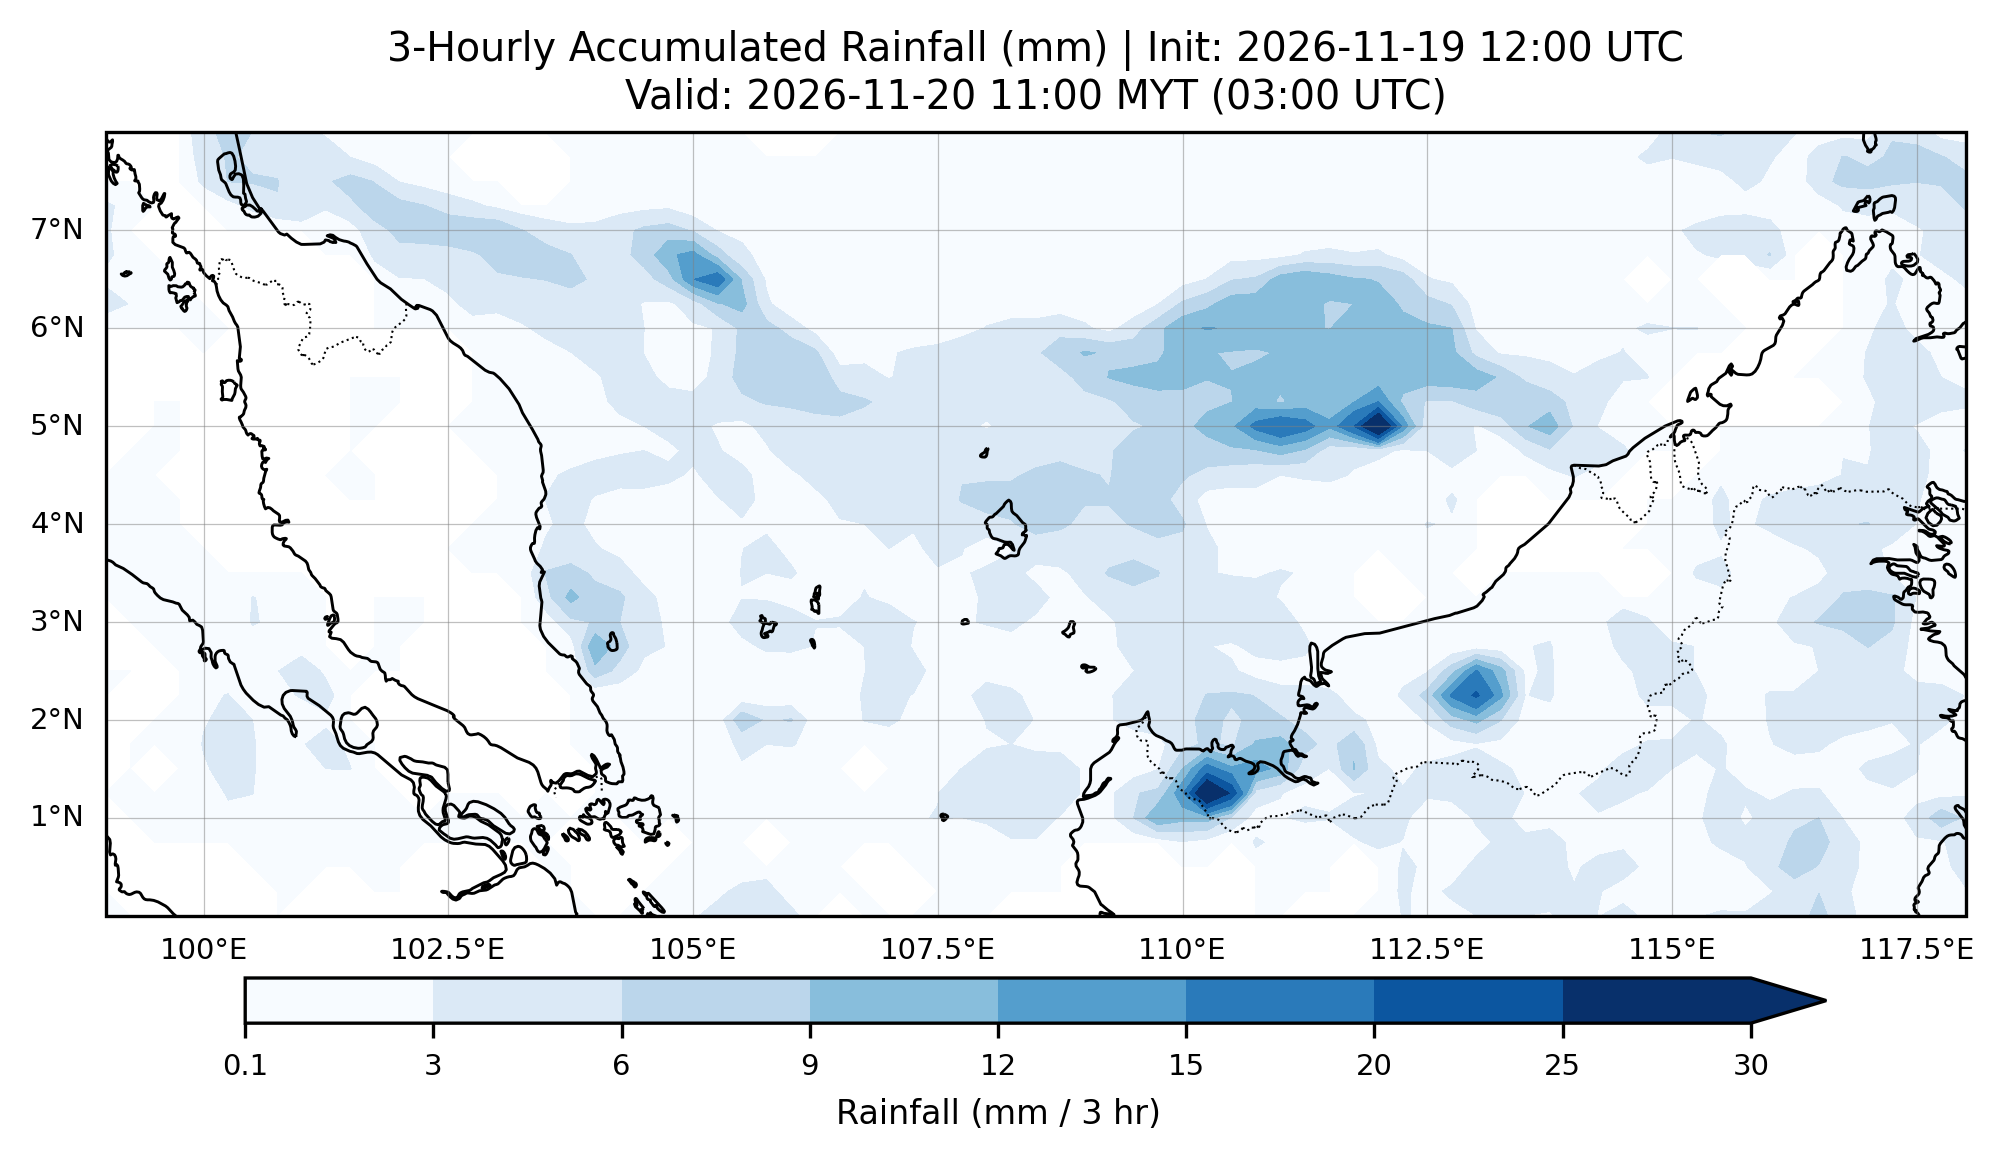 3-Hourly Accumulated Rainfall (mm) | Init: 2026-11-19 12:00 UTC
Valid: 2026-11-20 11:00 MYT (03:00 UTC)
7°N
6°N
5°N
4°N
3°N
2°N
1°N
100°E 102.5°E 105°E 107.5°E 110°E 112.5°E 115°E 117.5°E
0.1 3 6 9 12 15 20 25 30
Rainfall (mm / 3 hr)